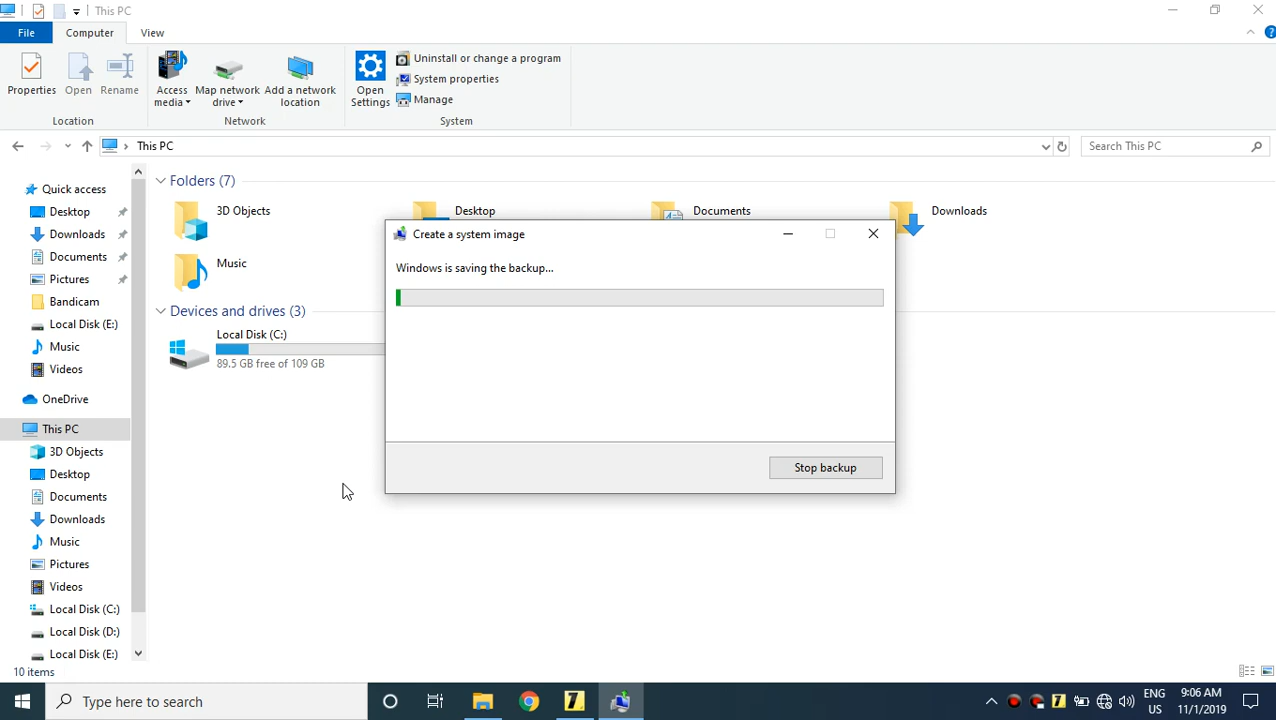 This PC
File Computer View
Properties
Open
Rename
Location
Access media
Map network drive
Add a network location
Network
Open Settings
Uninstall or change a program
System properties
Manage
System
This PC
Search This PC
Quick access
Desktop
Downloads
Documents
Pictures
Bandicam
Local Disk (E:)
Music
Videos
OneDrive
This PC
3D Objects
Desktop
Documents
Downloads
Music
Pictures
Videos
Local Disk (C:)
Local Disk (D:)
Local Disk (E:)
Folders (7)
3D Objects
Desktop
Documents
Downloads
Music
Devices and drives (3)
Local Disk (C:)
89.5 GB free of 109 GB
Create a system image
Windows is saving the backup...
Stop backup
10 items
Type here to search
ENG
US
9:06 AM
11/1/2019